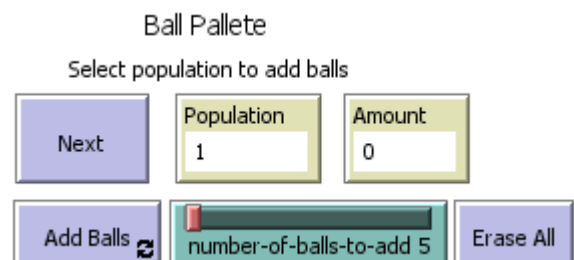 Ball Pallete
Select population to add balls
Next
Population
1
Amount
0
Add Balls
number-of-balls-to-add 5
Erase All